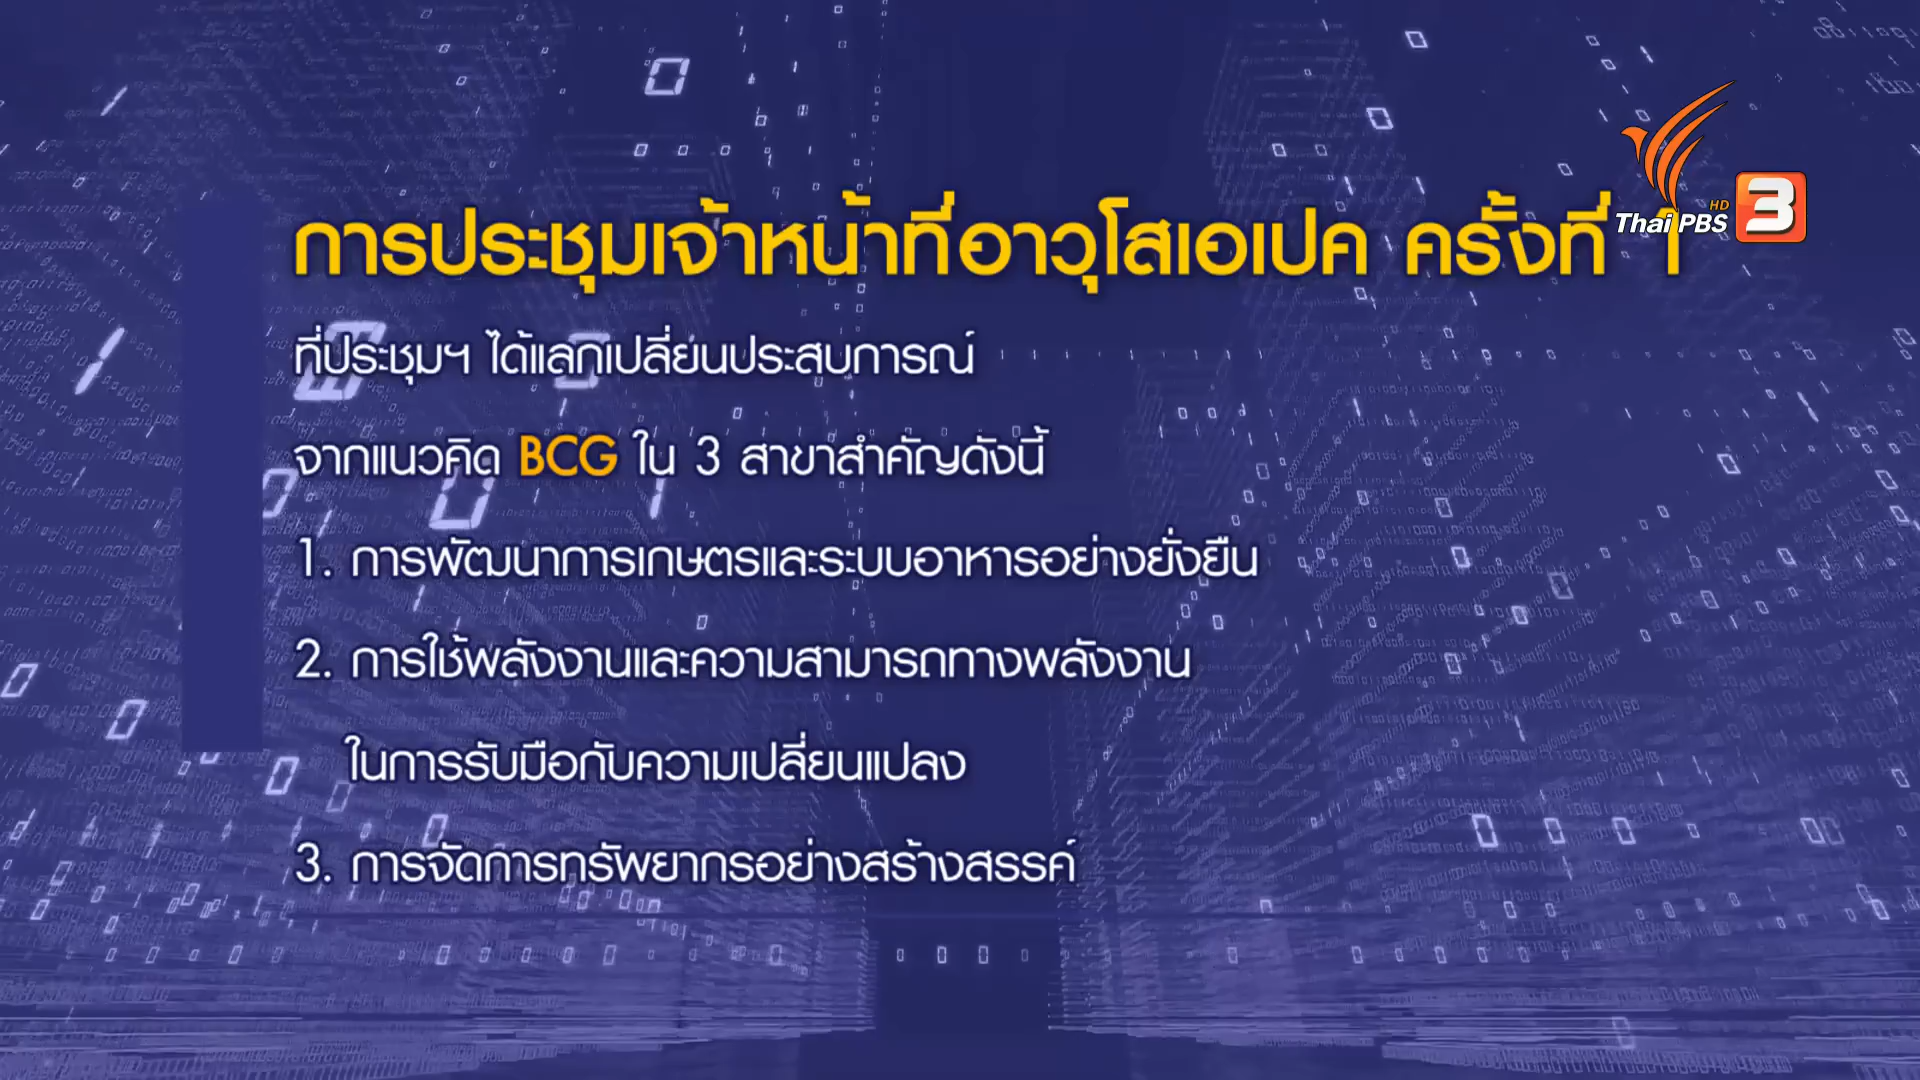 การประชุมเจ้าหน้าที่อาวุโสเอเปค ครั้งที่ 1
Thai PBS HD 3
ที่ประชุมฯ ได้แลกเปลี่ยนประสบการณ์
จากแนวคิด BCG ใน 3 สาขาสำคัญดังนี้
1. การพัฒนาการเกษตรและระบบอาหารอย่างยั่งยืน
2. การใช้พลังงานและความสามารถทางพลังงาน
ในการรับมือกับความเปลี่ยนแปลง
3. การจัดการทรัพยากรอย่างสร้างสรรค์